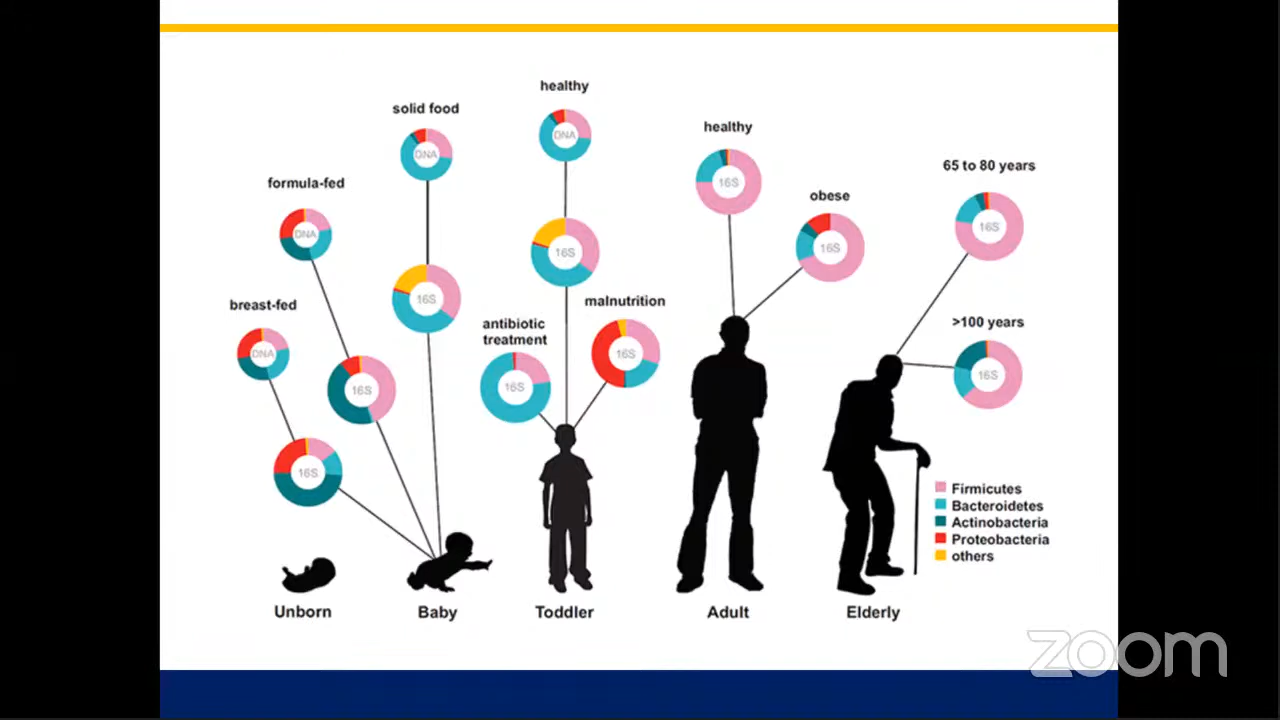 healthy
solid food
DNA
healthy
DNA
formula-fed
16S
65 to 80 years
DNA
obese
breast-fed
16S
16S
16S
16S
malnutrition
antibiotic
treatment
>100 years
DNA
16S
16S
16S
16S
16S
Firmicutes
Bacteroidetes
Actinobacteria
Proteobacteria
others
Unborn
Baby
Toddler
Adult
Elderly
zoom